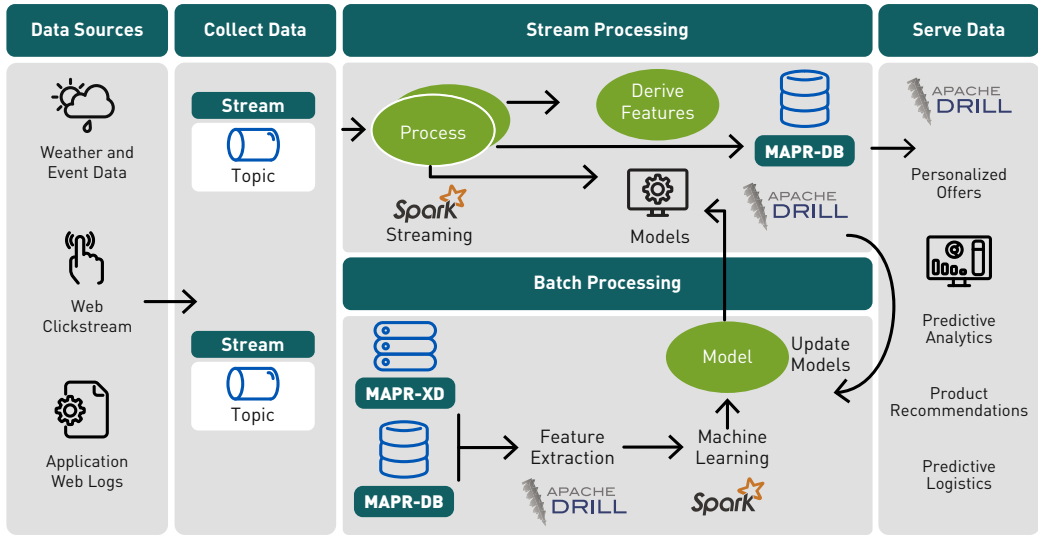 Data Sources
Collect Data
Stream Processing
Serve Data
Weather and
Event Data
Web
Clickstream
Application
Web Logs
Stream
Topic
Stream
Topic
Process
Derive
Features
MAPR-DB
Spark
Streaming
Models
APACHE
DRILL
Batch Processing
MAPR-XD
MAPR-DB
Feature
Extraction
APACHE
DRILL
Machine
Learning
Spark
Model
Update
Models
APACHE
DRILL
Personalized
Offers
Predictive
Analytics
Product
Recommendations
Predictive
Logistics